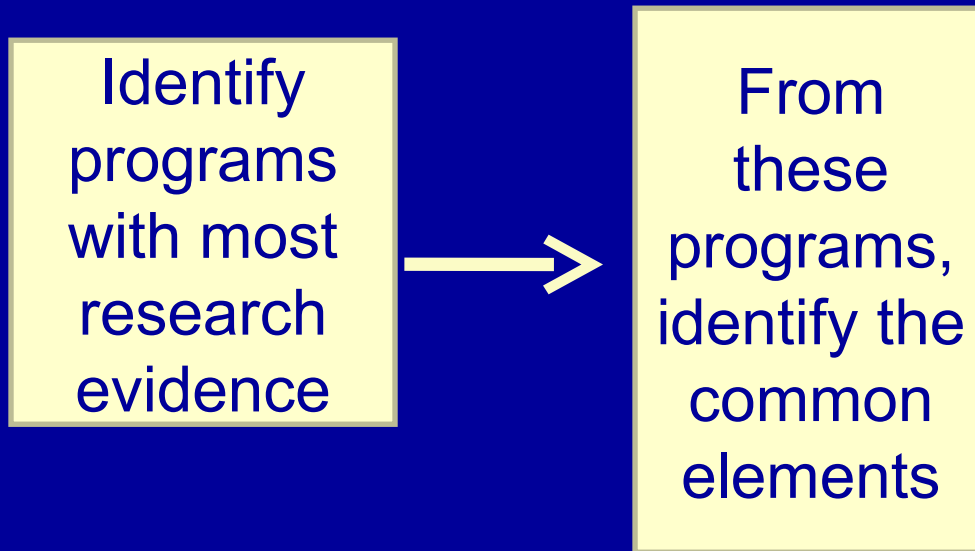 Identify
programs
with most
research
evidence
From
these
programs,
identify the
common
elements